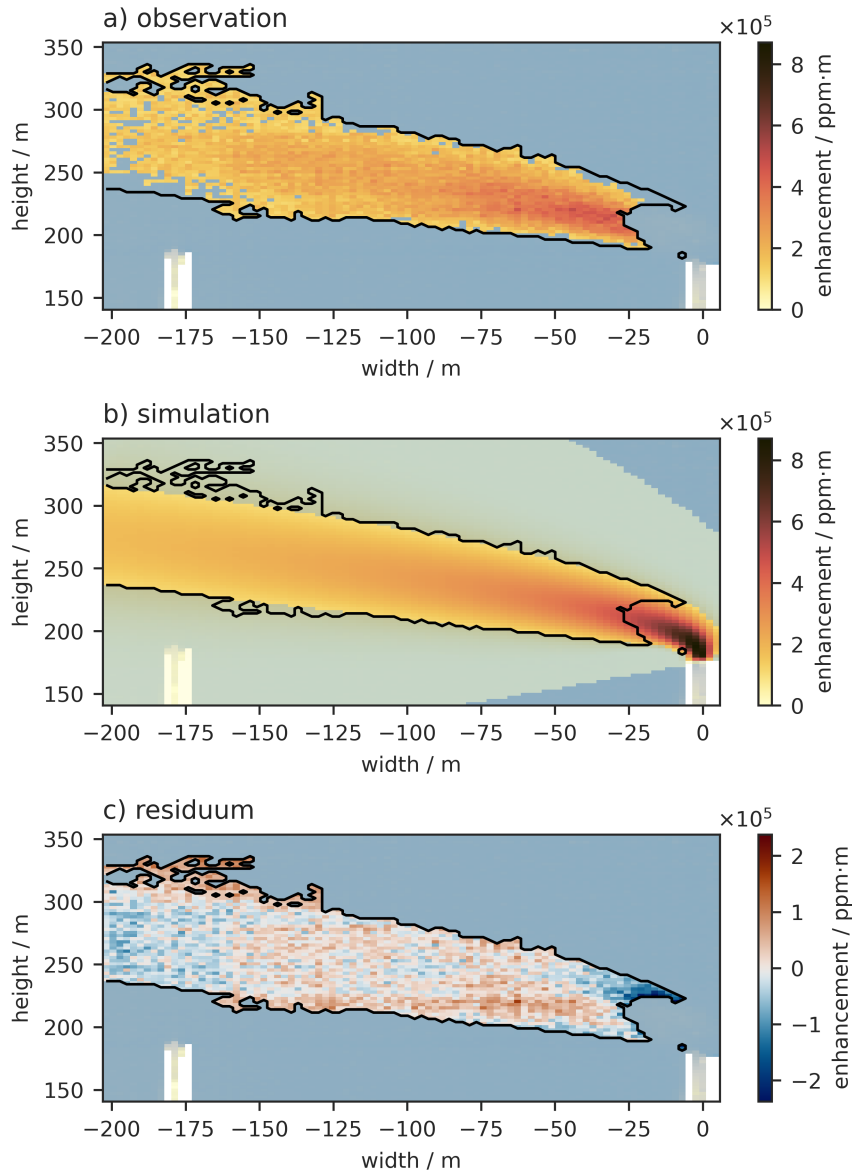 a) observation
×10⁵
350
300
250
200
150
height / m
−200 −175 −150 −125 −100 −75 −50 −25 0
width / m
8
6
4
2
0
enhancement / ppm·m
b) simulation
×10⁵
350
300
250
200
150
height / m
−200 −175 −150 −125 −100 −75 −50 −25 0
width / m
8
6
4
2
0
enhancement / ppm·m
c) residuum
×10⁵
350
300
250
200
150
height / m
−200 −175 −150 −125 −100 −75 −50 −25 0
width / m
2
1
0
−1
−2
enhancement / ppm·m